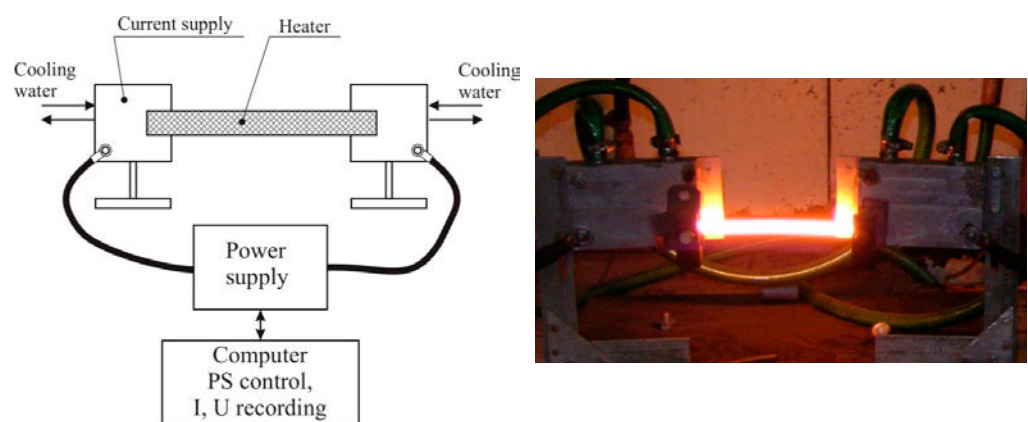 Current supply
Heater
Cooling
water
Cooling
water
Power
supply
Computer
PS control,
I, U recording